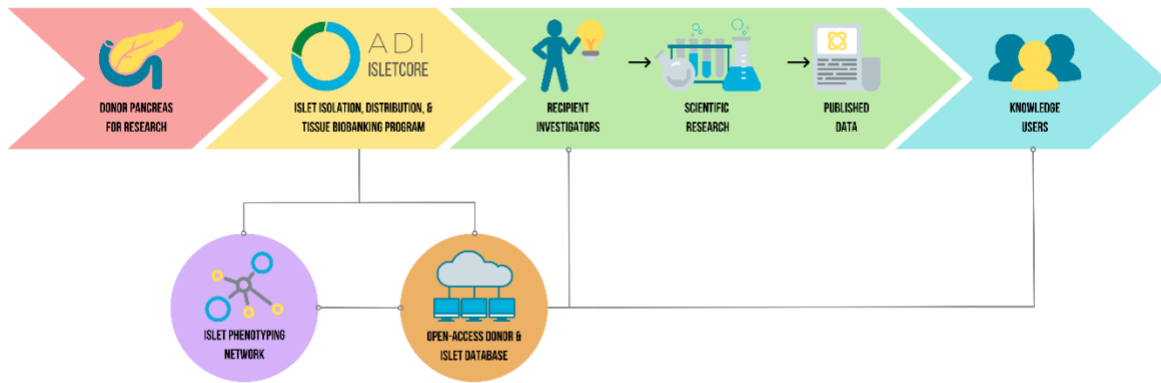 DONOR PANCREAS
FOR RESEARCH
ADI
ISLETCORE
ISLET ISOLATION, DISTRIBUTION, &
TISSUE BIOBANKING PROGRAM
RECIPIENT
INVESTIGATORS
SCIENTIFIC
RESEARCH
PUBLISHED
DATA
KNOWLEDGE
USERS
ISLET PHENOTYPING
NETWORK
OPEN-ACCESS DONOR &
ISLET DATABASE